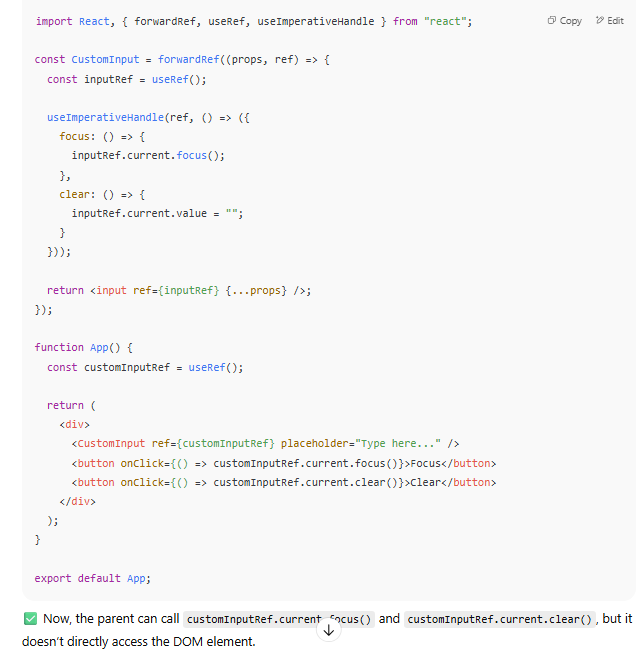 import React, { forwardRef, useRef, useImperativeHandle } from "react";
Copy
Edit
const CustomInput = forwardRef((props, ref) => {
  const inputRef = useRef();
  useImperativeHandle(ref, () => ({
    focus: () => {
      inputRef.current.focus();
    },
    clear: () => {
      inputRef.current.value = "";
    }
  }));
  return <input ref={inputRef} {...props} />;
});
function App() {
  const customInputRef = useRef();
  return (
    <div>
      <CustomInput ref={customInputRef} placeholder="Type here..." />
      <button onClick={() => customInputRef.current.focus()}>Focus</button>
      <button onClick={() => customInputRef.current.clear()}>Clear</button>
    </div>
  );
}
export default App;
✅ Now, the parent can call customInputRef.current.focus() and customInputRef.current.clear(), but it
doesn't directly access the DOM element.